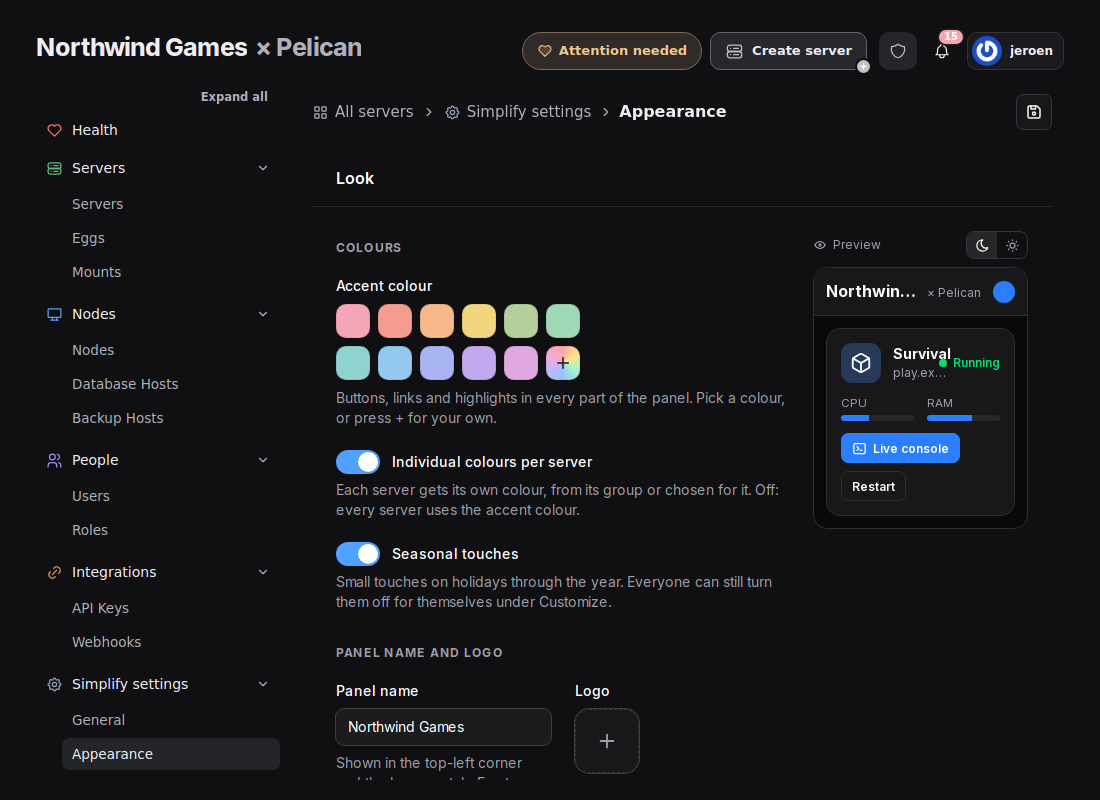 Northwind Games × Pelican
Attention needed
Create server
15
jeroen
Expand all
Health
Servers
Servers
Eggs
Mounts
Nodes
Nodes
Database Hosts
Backup Hosts
People
Users
Roles
Integrations
API Keys
Webhooks
Simplify settings
General
Appearance
All servers > Simplify settings > Appearance
Look
COLOURS
Accent colour
Buttons, links and highlights in every part of the panel. Pick a colour,
or press + for your own.
Individual colours per server
Each server gets its own colour, from its group or chosen for it. Off:
every server uses the accent colour.
Seasonal touches
Small touches on holidays through the year. Everyone can still turn
them off for themselves under Customize.
PANEL NAME AND LOGO
Panel name
Logo
Northwind Games
Shown in the top-left corner
Preview
Northwin… × Pelican
Survival
Running
play.ex…
CPU
RAM
Live console
Restart